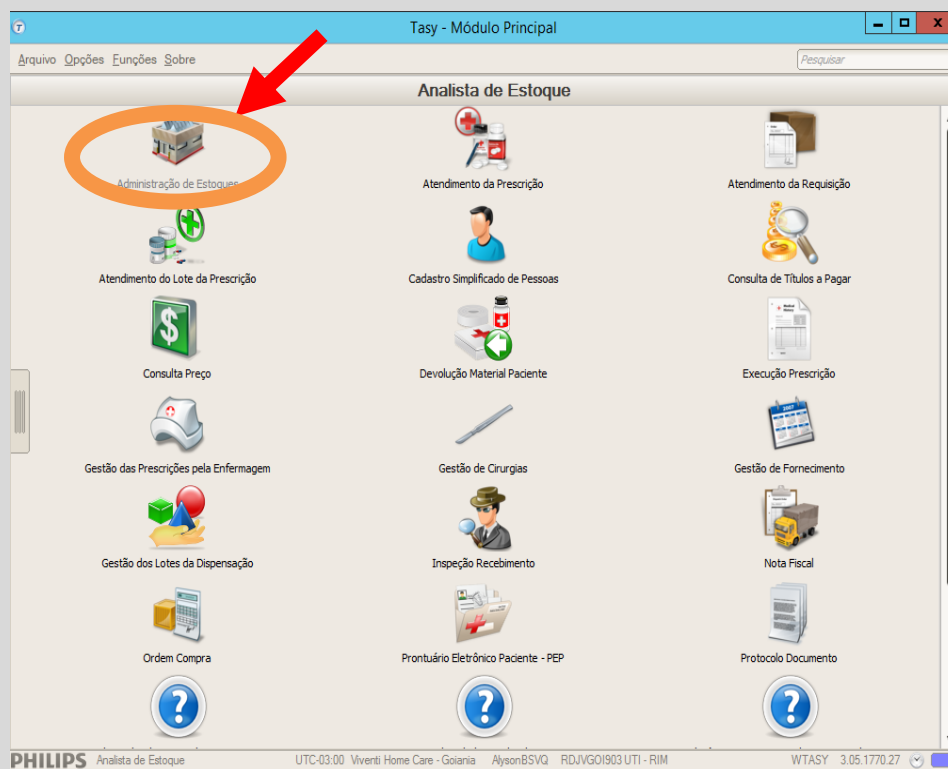 Tasy - Módulo Principal
Arquivo Opções Funções Sobre
Pesquisar
Analista de Estoque
Administração de Estoques
Atendimento da Prescrição
Atendimento da Requisição
Atendimento do Lote da Prescrição
Cadastro Simplificado de Pessoas
Consulta de Títulos a Pagar
Consulta Preço
Devolução Material Paciente
Execução Prescrição
Gestão das Prescrições pela Enfermagem
Gestão de Cirurgias
Gestão de Fornecimento
Gestão dos Lotes da Dispensação
Inspeção Recebimento
Nota Fiscal
Ordem Compra
Prontuário Eletrônico Paciente - PEP
Protocolo Documento
PHILIPS Analista de Estoque UTC-03:00 Viventi Home Care - Goiania AlysonBSVQ RDJVGOI903 UTI - RIM WTASY 3.05.1770.27